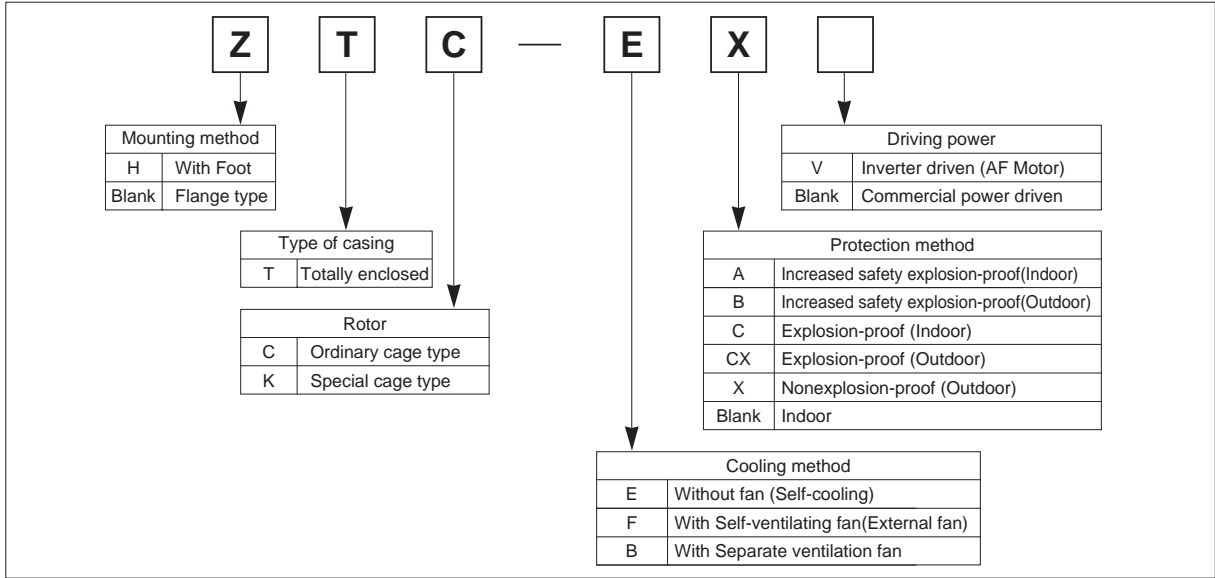 Z T C — E X
Mounting method
H With Foot
Blank Flange type
Driving power
V Inverter driven (AF Motor)
Blank Commercial power driven
Type of casing
T Totally enclosed
Protection method
A Increased safety explosion-proof(Indoor)
B Increased safety explosion-proof(Outdoor)
C Explosion-proof (Indoor)
CX Explosion-proof (Outdoor)
X Nonexplosion-proof (Outdoor)
Blank Indoor
Rotor
C Ordinary cage type
K Special cage type
Cooling method
E Without fan (Self-cooling)
F With Self-ventilating fan(External fan)
B With Separate ventilation fan